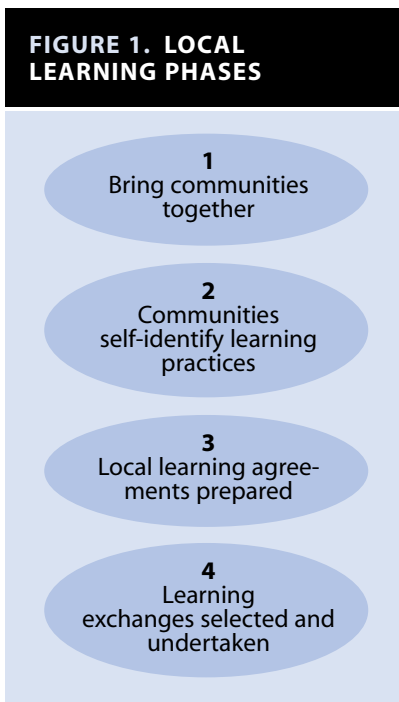 FIGURE 1. LOCAL
LEARNING PHASES
1
Bring communities
together
2
Communities
self-identify learning
practices
3
Local learning agree-
ments prepared
4
Learning
exchanges selected and
undertaken